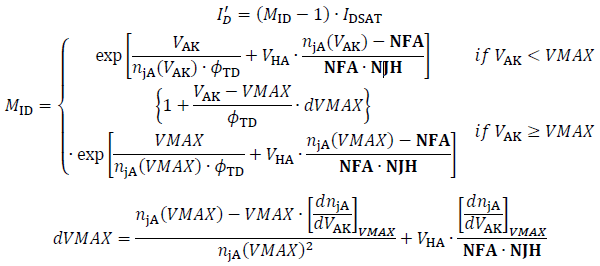 I′_D = (M_ID − 1) · I_DSAT
M_ID = { exp[ V_AK / (n_jA(V_AK) · ϕ_TD) + V_HA · (n_jA(V_AK) − NFA) / (NFA · NJH) ] if V_AK < VMAX
{1 + (V_AK − VMAX) / ϕ_TD · dVMAX}
· exp[ VMAX / (n_jA(VMAX) · ϕ_TD) + V_HA · (n_jA(VMAX) − NFA) / (NFA · NJH) ] if V_AK ≥ VMAX
dVMAX = (n_jA(VMAX) − VMAX · [dn_jA / dV_AK]_VMAX) / n_jA(VMAX)² + V_HA · [dn_jA / dV_AK]_VMAX / (NFA · NJH)